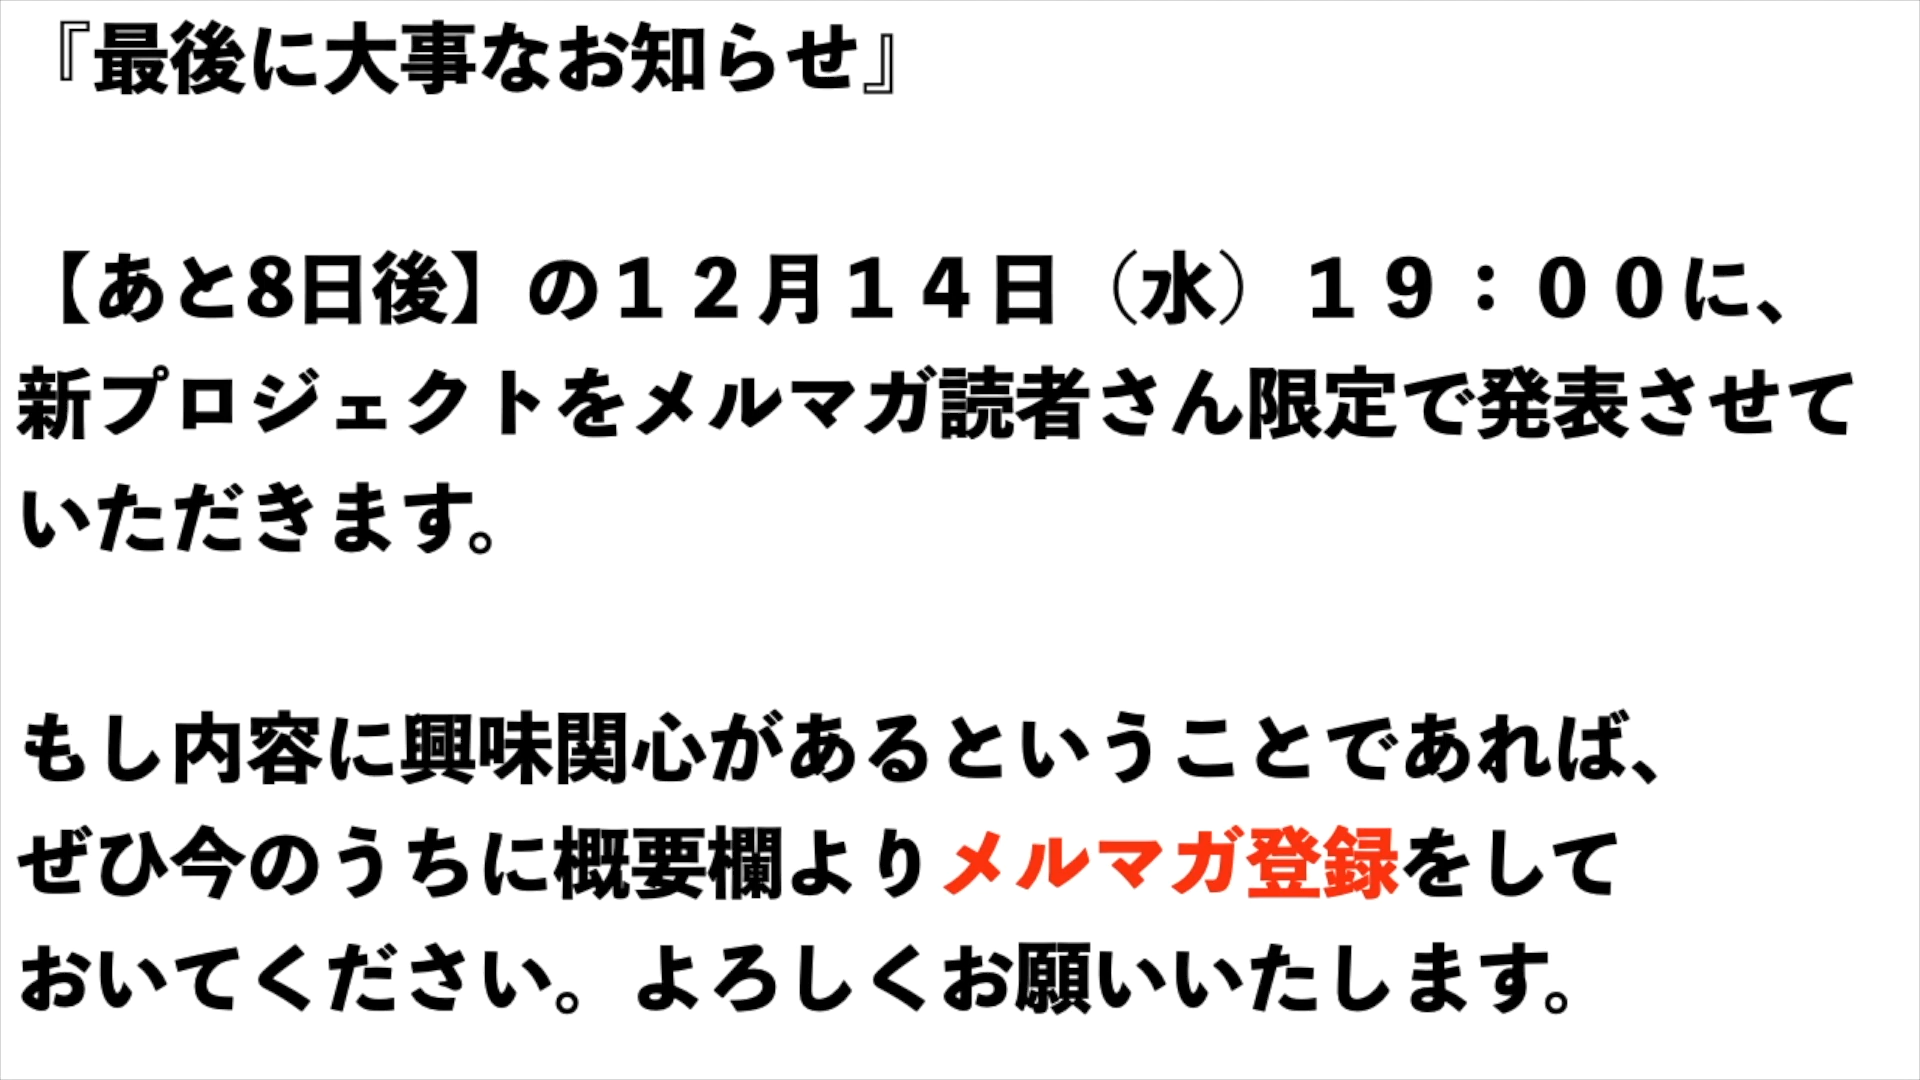 『最後に大事なお知らせ』
【あと8日後】の１２月１４日（水）１９：００に、
新プロジェクトをメルマガ読者さん限定で発表させて
いただきます。
もし内容に興味関心があるということであれば、
ぜひ今のうちに概要欄よりメルマガ登録をして
おいてください。よろしくお願いいたします。